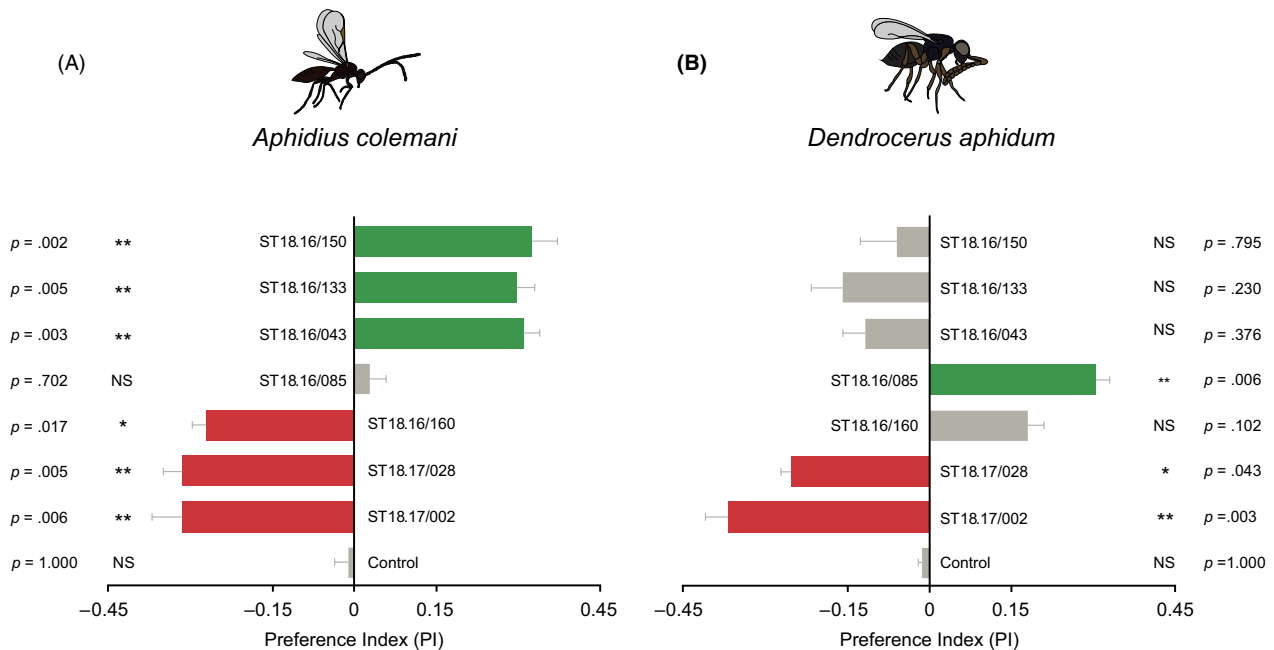 (A)
Aphidius colemani
p = .002 ** ST18.16/150
p = .005 ** ST18.16/133
p = .003 ** ST18.16/043
p = .702 NS ST18.16/085
p = .017 * ST18.16/160
p = .005 ** ST18.17/028
p = .006 ** ST18.17/002
p = 1.000 NS Control
−0.45 −0.15 0 0.15 0.45
Preference Index (PI)
(B)
Dendrocerus aphidum
ST18.16/150 NS p = .795
ST18.16/133 NS p = .230
ST18.16/043 NS p = .376
ST18.16/085 ** p = .006
ST18.16/160 NS p = .102
ST18.17/028 * p = .043
ST18.17/002 ** p =.003
Control NS p =1.000
−0.45 −0.15 0 0.15 0.45
Preference Index (PI)